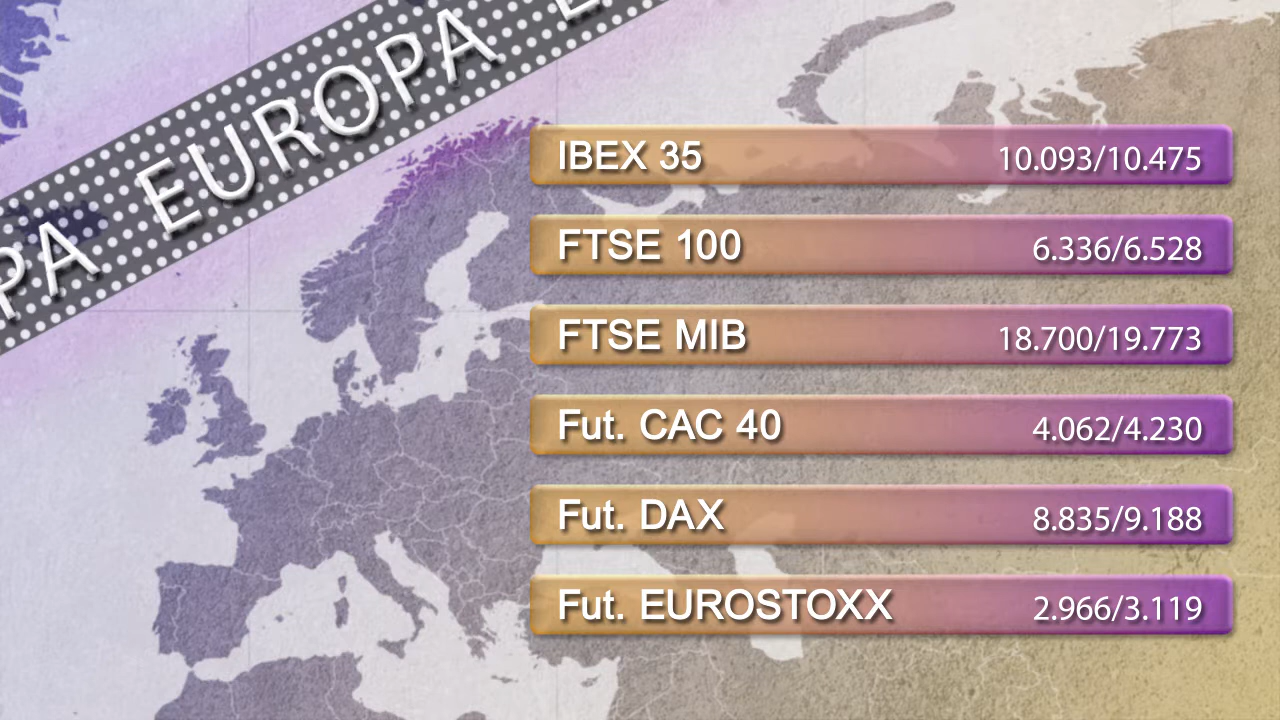 PA EUROPA E
IBEX 35 10.093/10.475
FTSE 100 6.336/6.528
FTSE MIB 18.700/19.773
Fut. CAC 40 4.062/4.230
Fut. DAX 8.835/9.188
Fut. EUROSTOXX 2.966/3.119